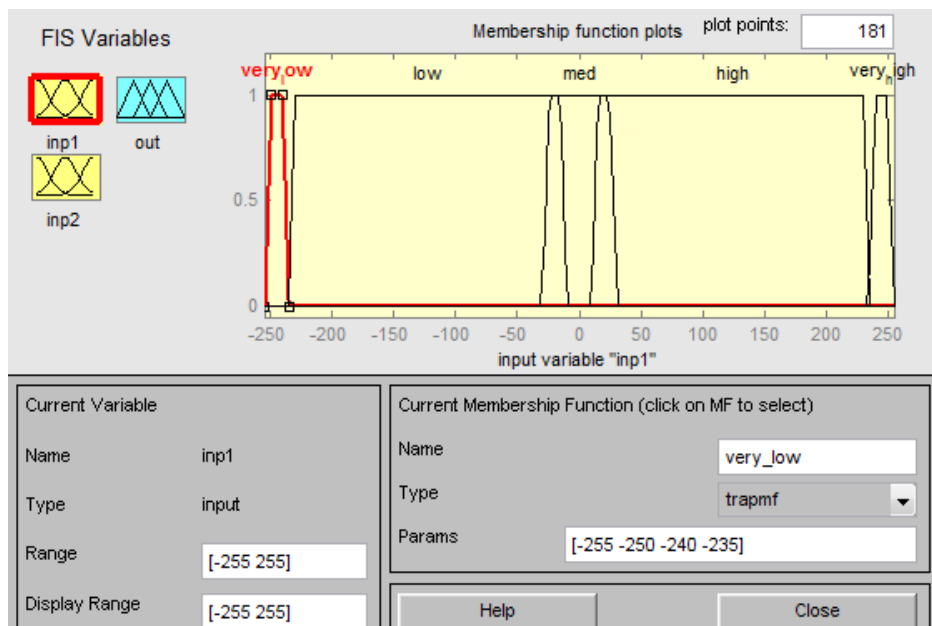 FIS Variables
Membership function plots
plot points:
181
very_low
low
med
high
very_high
1
0.5
0
inp1
out
inp2
-250 -200 -150 -100 -50 0 50 100 150 200 250
input variable "inp1"
Current Variable
Name inp1
Type input
Range [-255 255]
Display Range [-255 255]
Current Membership Function (click on MF to select)
Name very_low
Type trapmf
Params [-255 -250 -240 -235]
Help
Close